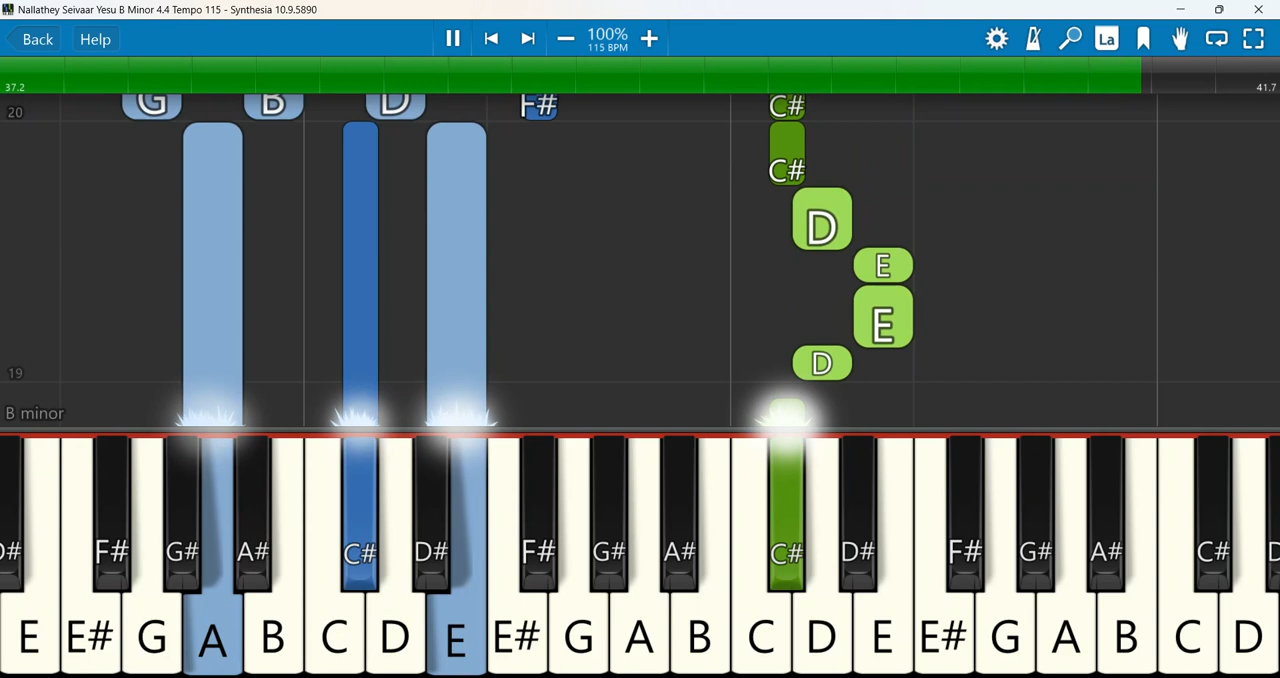 Nallathey Seivaar Yesu B Minor 4.4 Tempo 115 - Synthesia 10.9.5890
Back Help 100% La
115 BPM
37.2 41.7
20 G B D F# C#
C#
D
E
E
D
19
B minor
D# F# G# A# C# D# F# G# A# C# D# F# G# A# C# D
E E# G A B C D E E# G A B C D E E# G A B C D